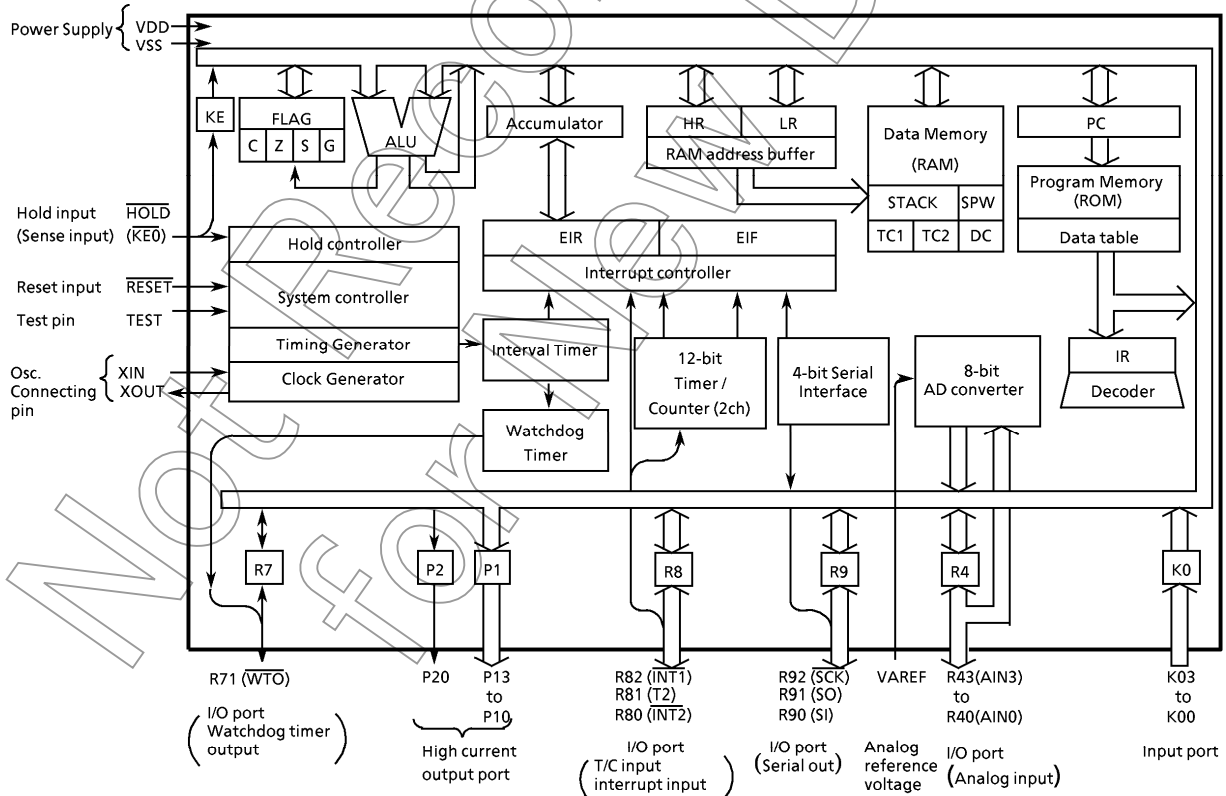 Power Supply
VDD
VSS
KE
FLAG
C Z S G
ALU
Accumulator
HR LR
RAM address buffer
Data Memory
(RAM)
STACK SPW
TC1 TC2 DC
PC
Program Memory
(ROM)
Data table
Hold input HOLD
(Sense input) (KE0)
Reset input RESET
Test pin TEST
Osc.
Connecting
pin
XIN
XOUT
Hold controller
System controller
Timing Generator
Clock Generator
EIR EIF
Interrupt controller
Interval Timer
Watchdog
Timer
12-bit
Timer /
Counter (2ch)
4-bit Serial
Interface
8-bit
AD converter
IR
Decoder
R7
P2
P1
R8
R9
R4
K0
R71 (WTO)
I/O port
Watchdog timer
output
P20
P13
to
P10
High current
output port
R82 (INT1)
R81 (T2)
R80 (INT2)
I/O port
(T/C input
interrupt input)
R92 (SCK)
R91 (SO)
R90 (SI)
I/O port
(Serial out)
VAREF
Analog
reference
voltage
R43(AIN3)
to
R40(AIN0)
I/O port
(Analog input)
K03
to
K00
Input port
Not Reco
for New D